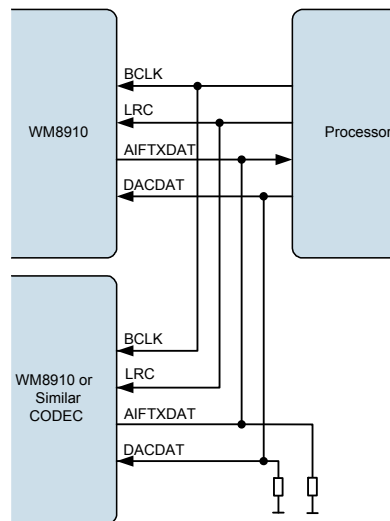 BCLK
LRC
WM8910
Processor
AIFTXDAT
DACDAT
BCLK
LRC
WM8910 or
Similar
CODEC
AIFTXDAT
DACDAT